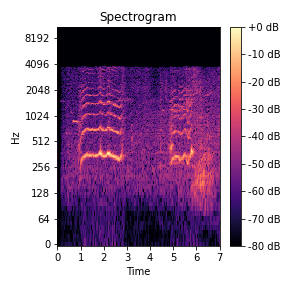 Spectrogram
+0 dB
8192
-10 dB
4096
2048
-20 dB
1024
-30 dB
Hz
512
-40 dB
256
-50 dB
128
-60 dB
64
-70 dB
0
-80 dB
0 1 2 3 4 5 6 7
Time